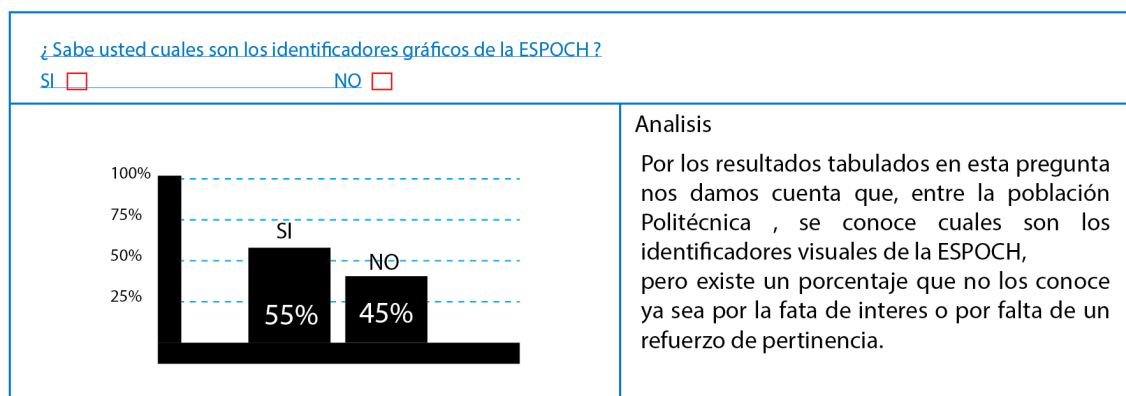 ¿ Sabe usted cuales son los identificadores gráficos de la ESPOCH ?
SI NO
100%
75%
50%
25%
SI
NO
55%
45%
Analisis
Por los resultados tabulados en esta pregunta
nos damos cuenta que, entre la población
Politécnica , se conoce cuales son los
identificadores visuales de la ESPOCH,
pero existe un porcentaje que no los conoce
ya sea por la fata de interes o por falta de un
refuerzo de pertinencia.